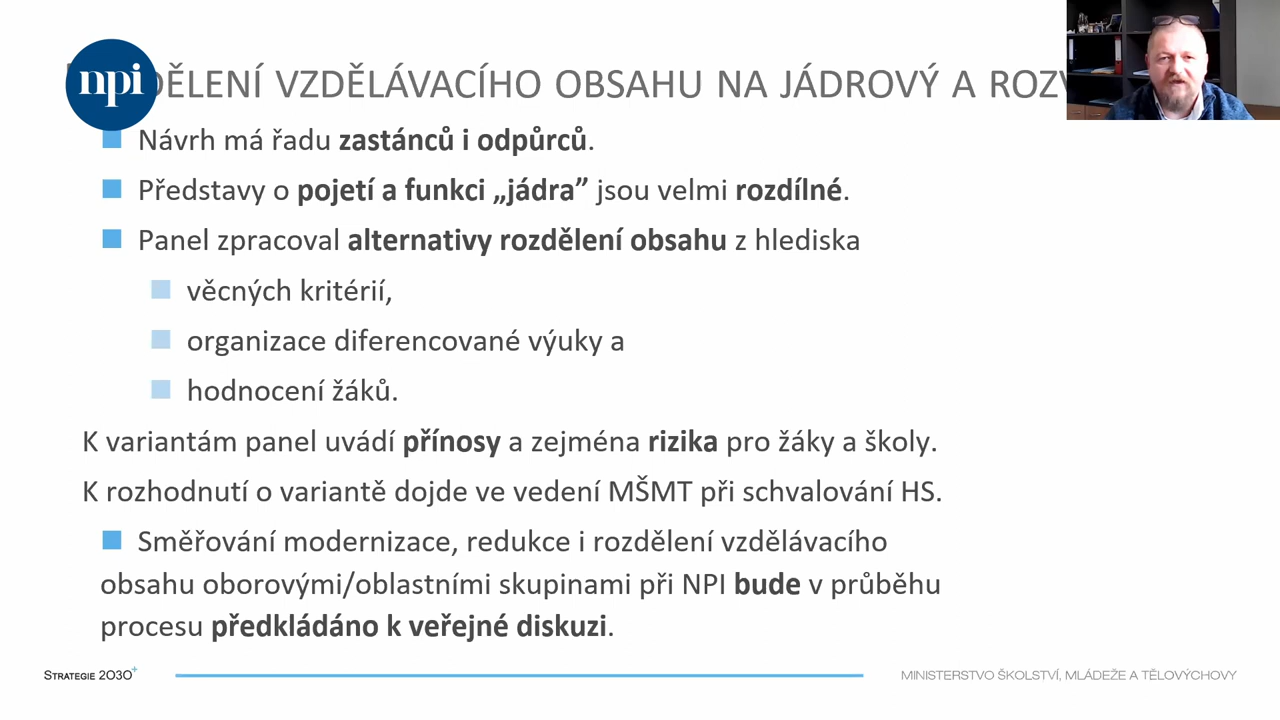 npi
DĚLENÍ VZDĚLÁVACÍHO OBSAHU NA JÁDROVÝ A
Návrh má řadu zastánců i odpůrců.
Představy o pojetí a funkci „jádra” jsou velmi rozdílné.
Panel zpracoval alternativy rozdělení obsahu z hlediska
věcných kritérií,
organizace diferencované výuky a
hodnocení žáků.
K variantám panel uvádí přínosy a zejména rizika pro žáky a školy.
K rozhodnutí o variantě dojde ve vedení MŠMT při schvalování HS.
Směřování modernizace, redukce i rozdělení vzdělávacího
obsahu oborovými/oblastními skupinami při NPI bude v průběhu
procesu předkládáno k veřejné diskuzi.
STRATEGIE 2030+
MINISTERSTVO ŠKOLSTVÍ, MLÁDEŽE A TĚLOVÝCHOVY